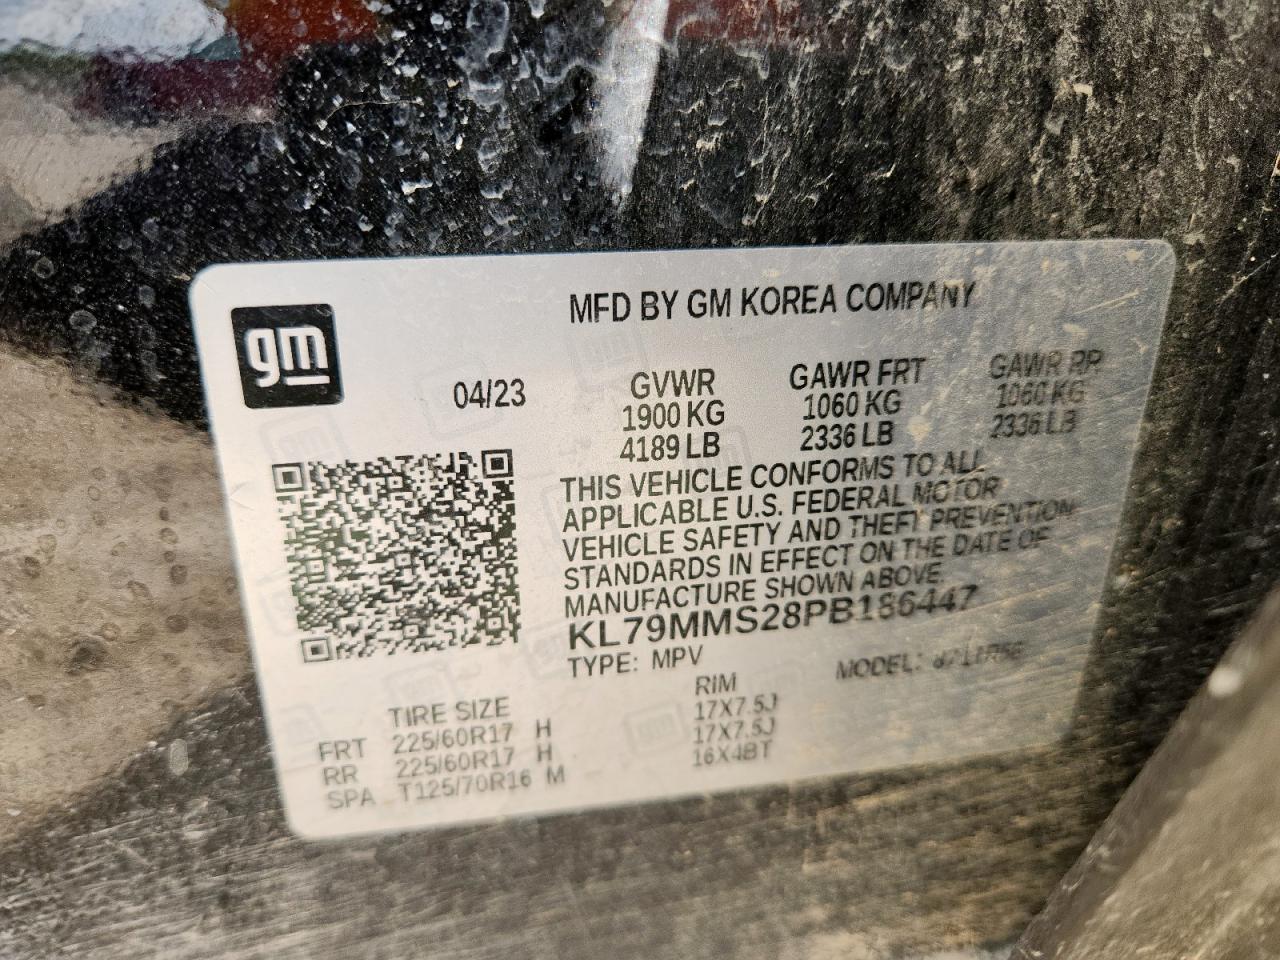 MFD BY GM KOREA COMPANY
gm
04/23
GVWR GAWR FRT GAWR RR
1900 KG 1060 KG 1060 KG
4189 LB 2336 LB 2336 LB
THIS VEHICLE CONFORMS TO ALL
APPLICABLE U.S. FEDERAL MOTOR
VEHICLE SAFETY AND THEFT PREVENTION
STANDARDS IN EFFECT ON THE DATE OF
MANUFACTURE SHOWN ABOVE.
KL79MMS28PB186447
TYPE: MPV MODEL:
TIRE SIZE RIM
FRT 225/60R17 H 17X7.5J
RR 225/60R17 H 17X7.5J
SPA T125/70R16 M 16X4BT